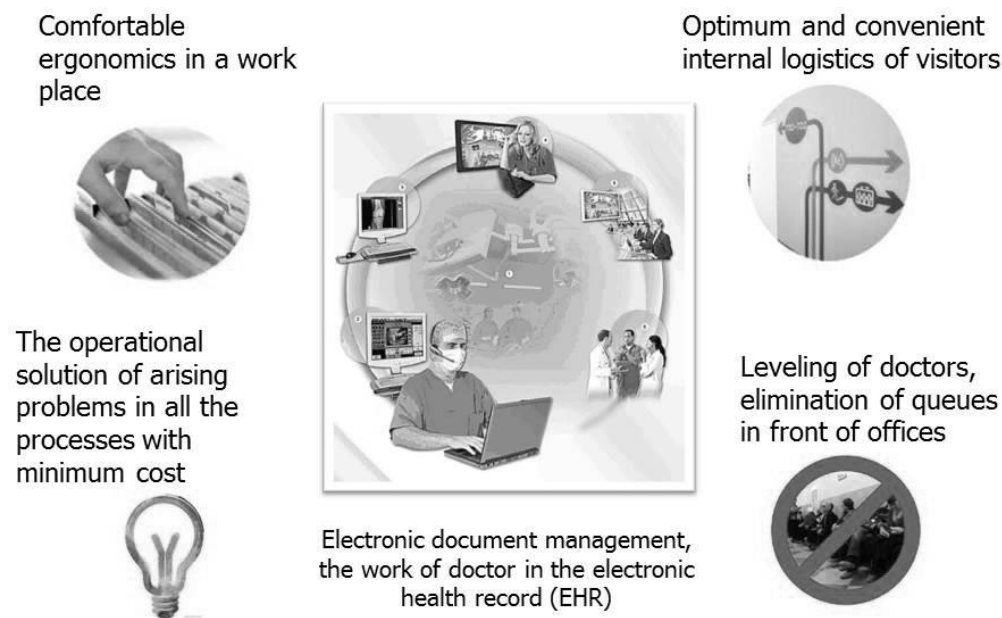 Comfortable
ergonomics in a work
place
Optimum and convenient
internal logistics of visitors
The operational
solution of arising
problems in all the
processes with
minimum cost
Leveling of doctors,
elimination of queues
in front of offices
Electronic document management,
the work of doctor in the electronic
health record (EHR)